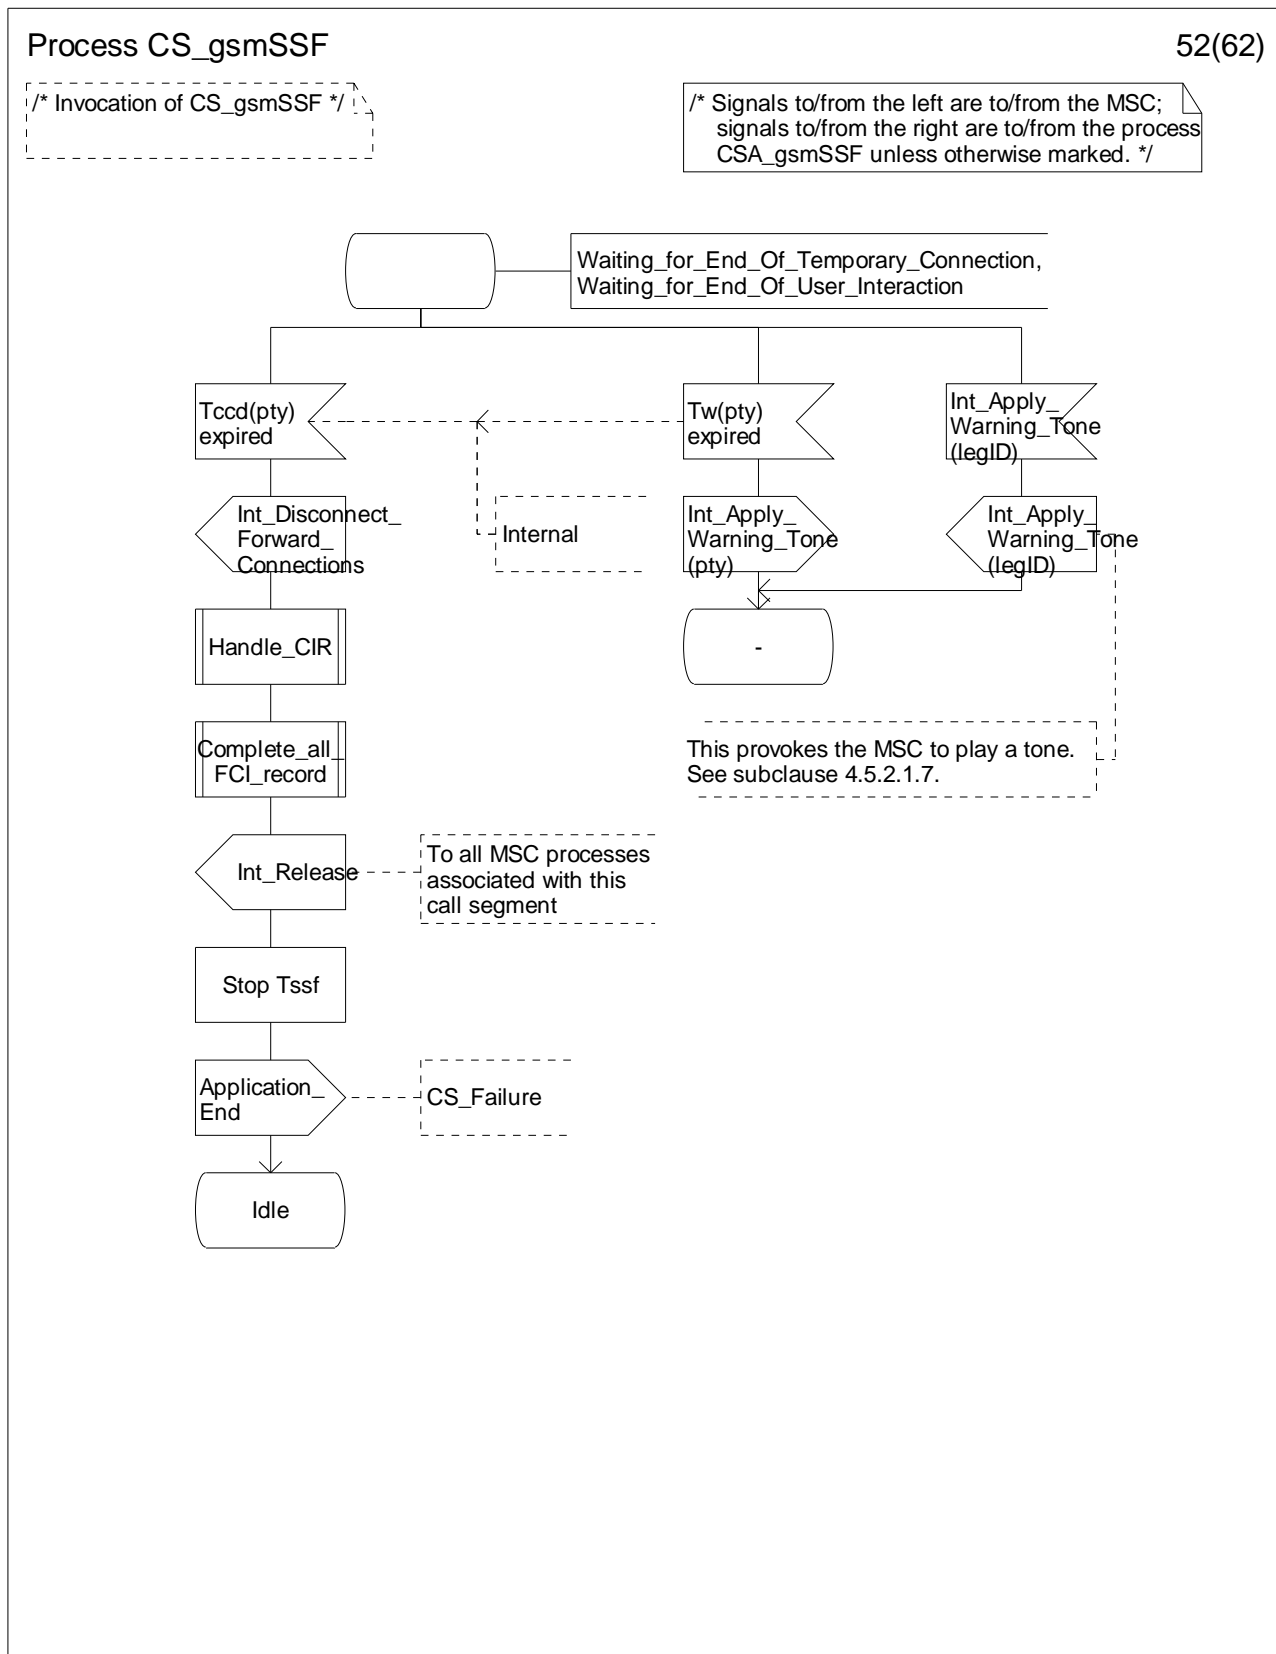 Process CS_gsmSSF
52(62)
/* Invocation of CS_gsmSSF */
/* Signals to/from the left are to/from the MSC;
signals to/from the right are to/from the process
CSA_gsmSSF unless otherwise marked. */
Waiting_for_End_Of_Temporary_Connection,
Waiting_for_End_Of_User_Interaction
Tccd(pty)
expired
Tw(pty)
expired
Int_Apply_
Warning_Tone
(legID)
Int_Disconnect_
Forward_
Connections
Internal
Int_Apply_
Warning_Tone
(pty)
Int_Apply_
Warning_Tone
(legID)
Handle_CIR
-
Complete_all_
FCI_record
This provokes the MSC to play a tone.
See subclause 4.5.2.1.7.
Int_Release
To all MSC processes
associated with this
call segment
Stop Tssf
Application_
End
CS_Failure
Idle